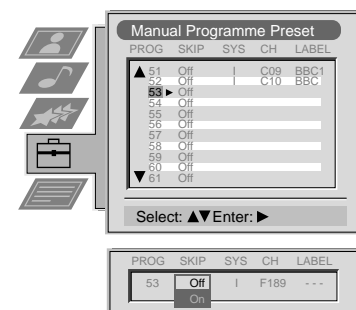 Manual Programme Preset
PROG SKIP SYS CH LABEL
▲ 51 Off I C09 BBC1
52 Off I C10 BBC
53 ▶ Off
54 Off
55 Off
56 Off
57 Off
58 Off
59 Off
60 Off
▼ 61 Off
Select: ▲▼ Enter: ▶
PROG SKIP SYS CH LABEL
53 Off I F189 - - -
On